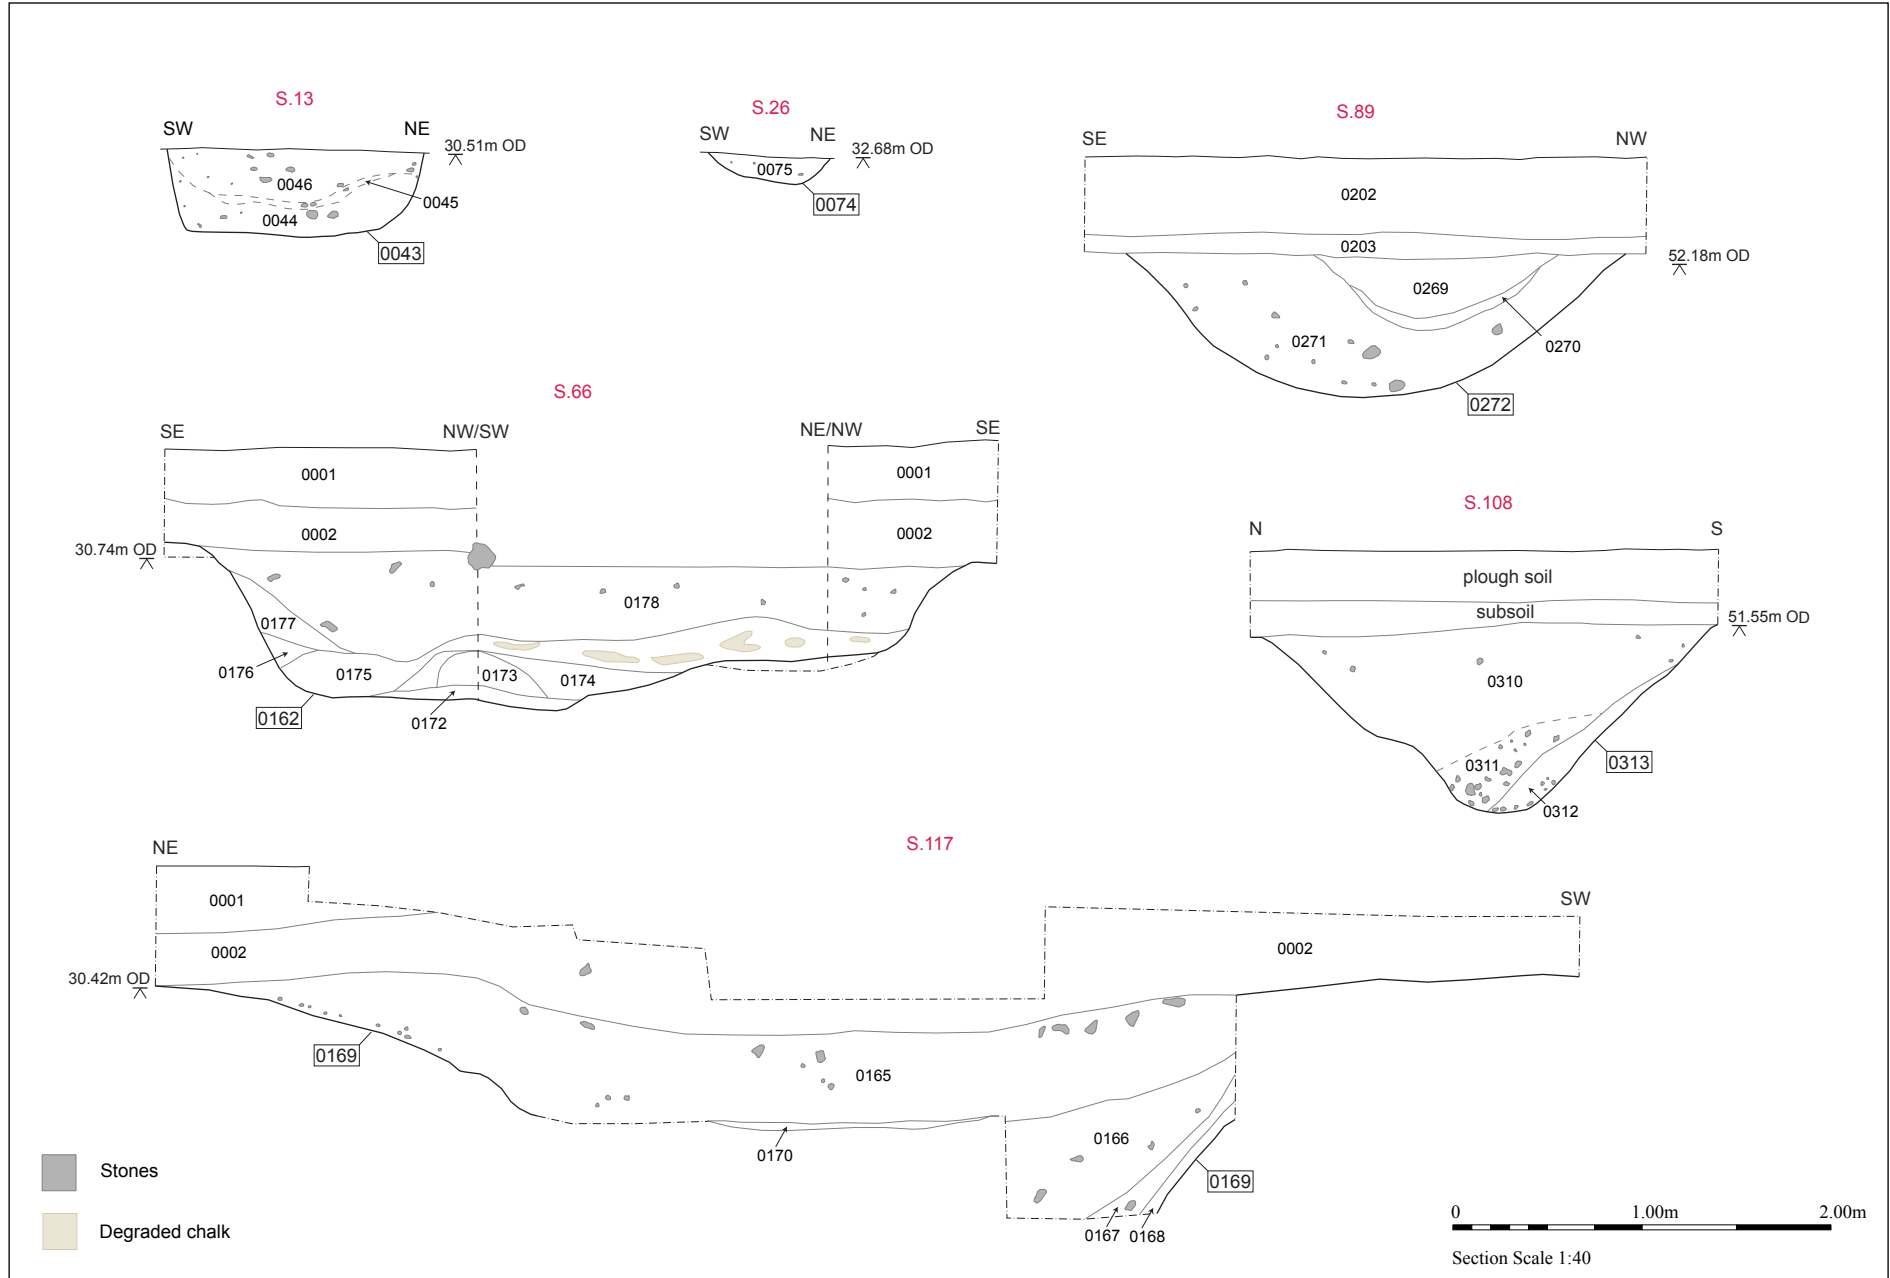 S.13
SW NE
30.51m OD
0046
0045
0044
0043
S.26
SW NE
32.68m OD
0075
0074
S.89
SE NW
0202
0203
52.18m OD
0269
0271
0270
0272
S.66
SE NW/SW NE/NW SE
0001 0001
0002 0002
30.74m OD
0178
0177
0176
0175
0173
0174
0162
0172
S.108
N S
plough soil
subsoil
51.55m OD
0310
0311
0313
0312
S.117
NE SW
0001
0002
0002
30.42m OD
0169
0165
0166
0170
0169
0167 0168
Stones
Degraded chalk
0 1.00m 2.00m
Section Scale 1:40